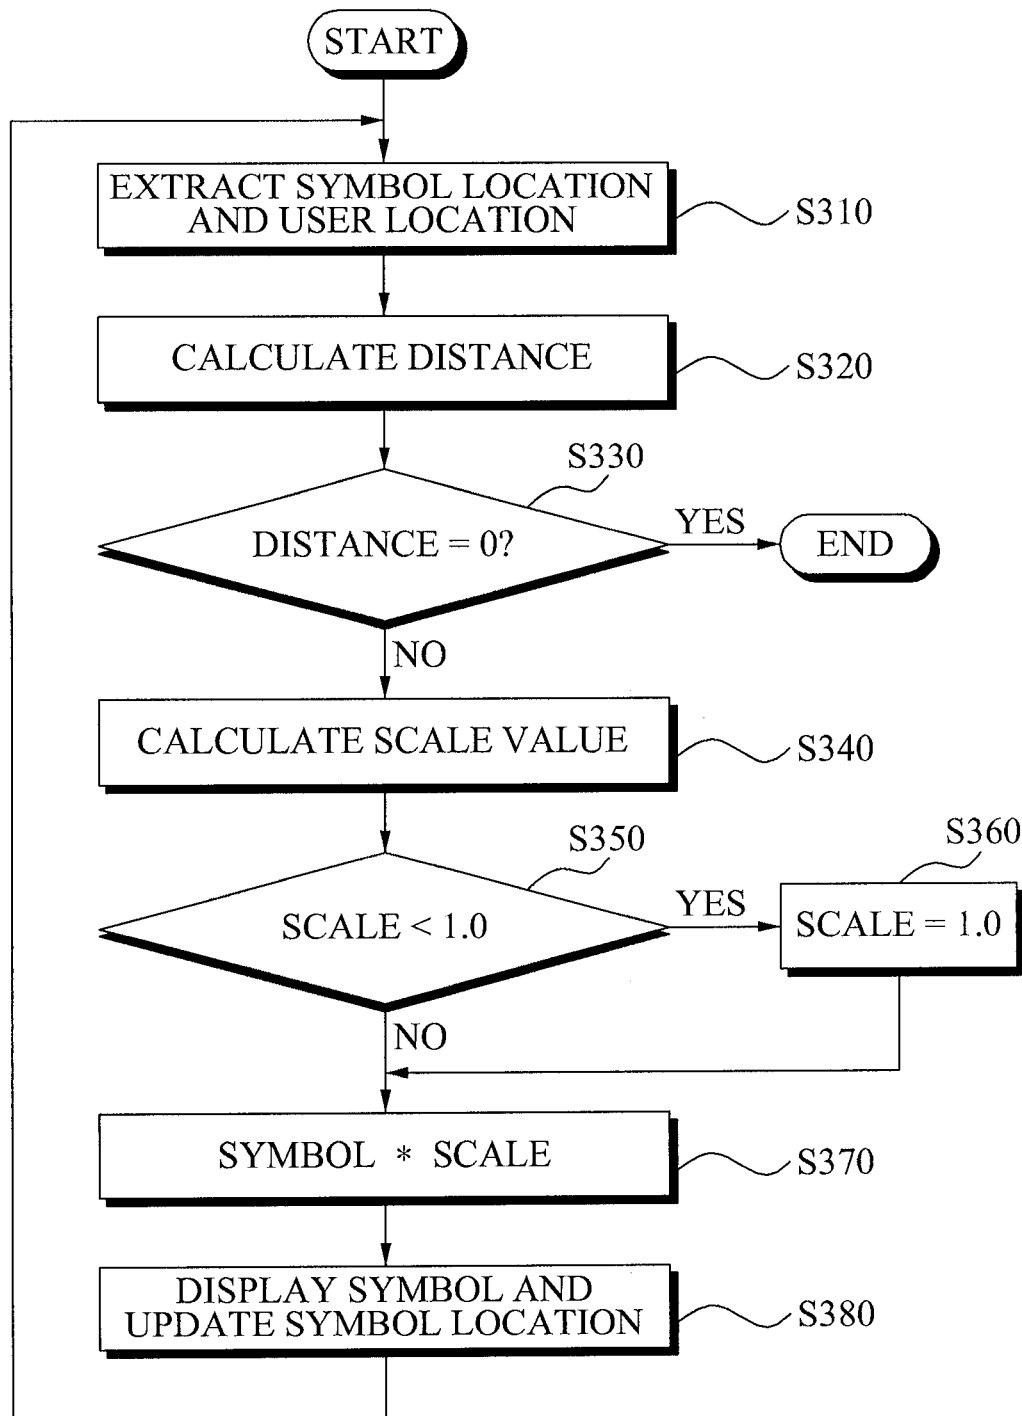 START
EXTRACT SYMBOL LOCATION
AND USER LOCATION
S310
CALCULATE DISTANCE
S320
S330
DISTANCE = 0?
YES
END
NO
CALCULATE SCALE VALUE
S340
S350
S360
SCALE < 1.0
YES
SCALE = 1.0
NO
SYMBOL * SCALE
S370
DISPLAY SYMBOL AND
UPDATE SYMBOL LOCATION
S380